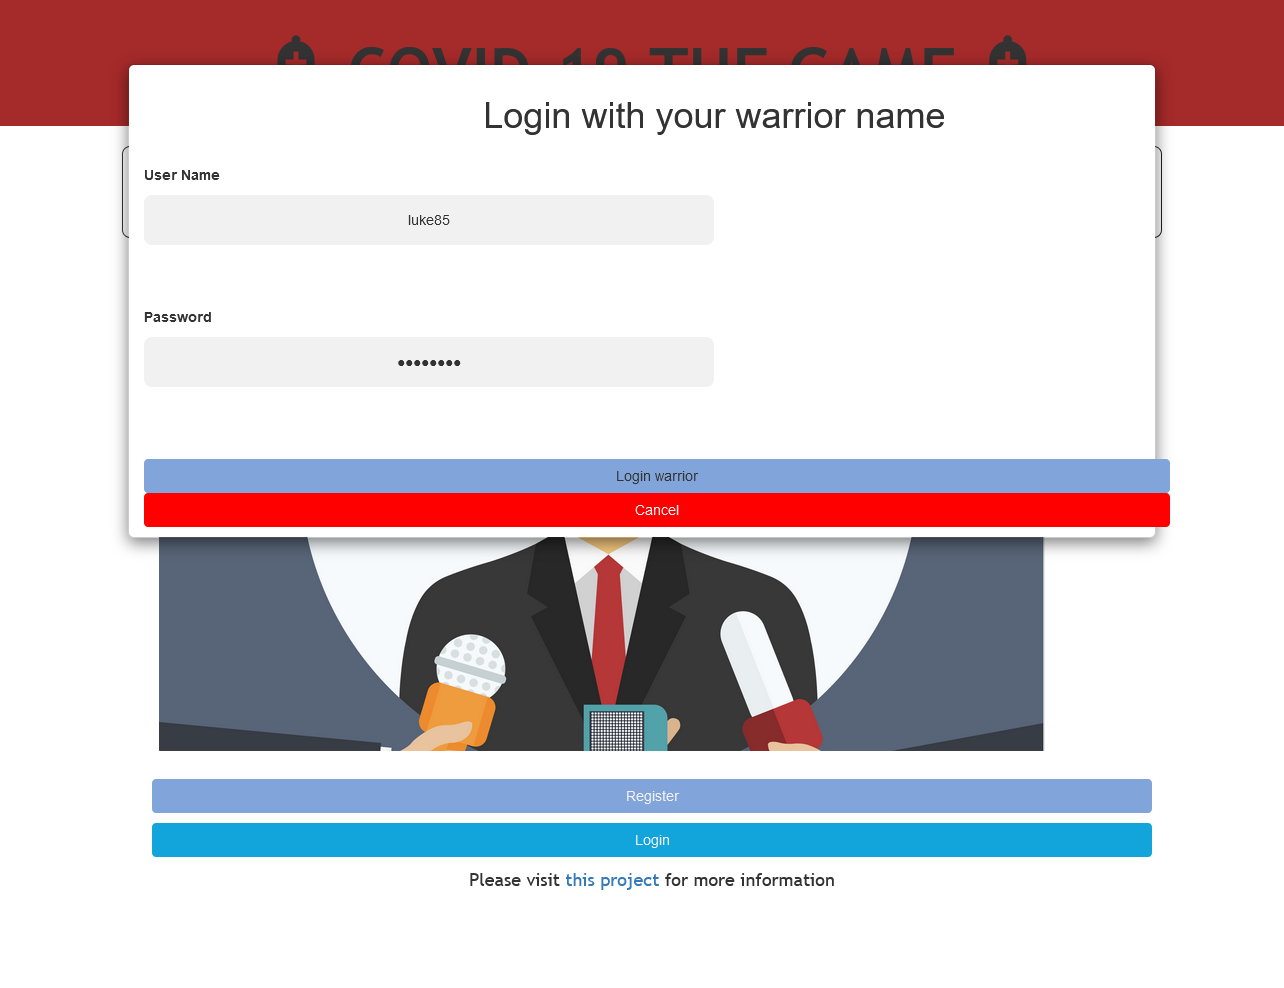 COVID-19 THE GAME
Login with your warrior name
User Name
luke85
Password
••••••••
Login warrior
Cancel
Register
Login
Please visit this project for more information